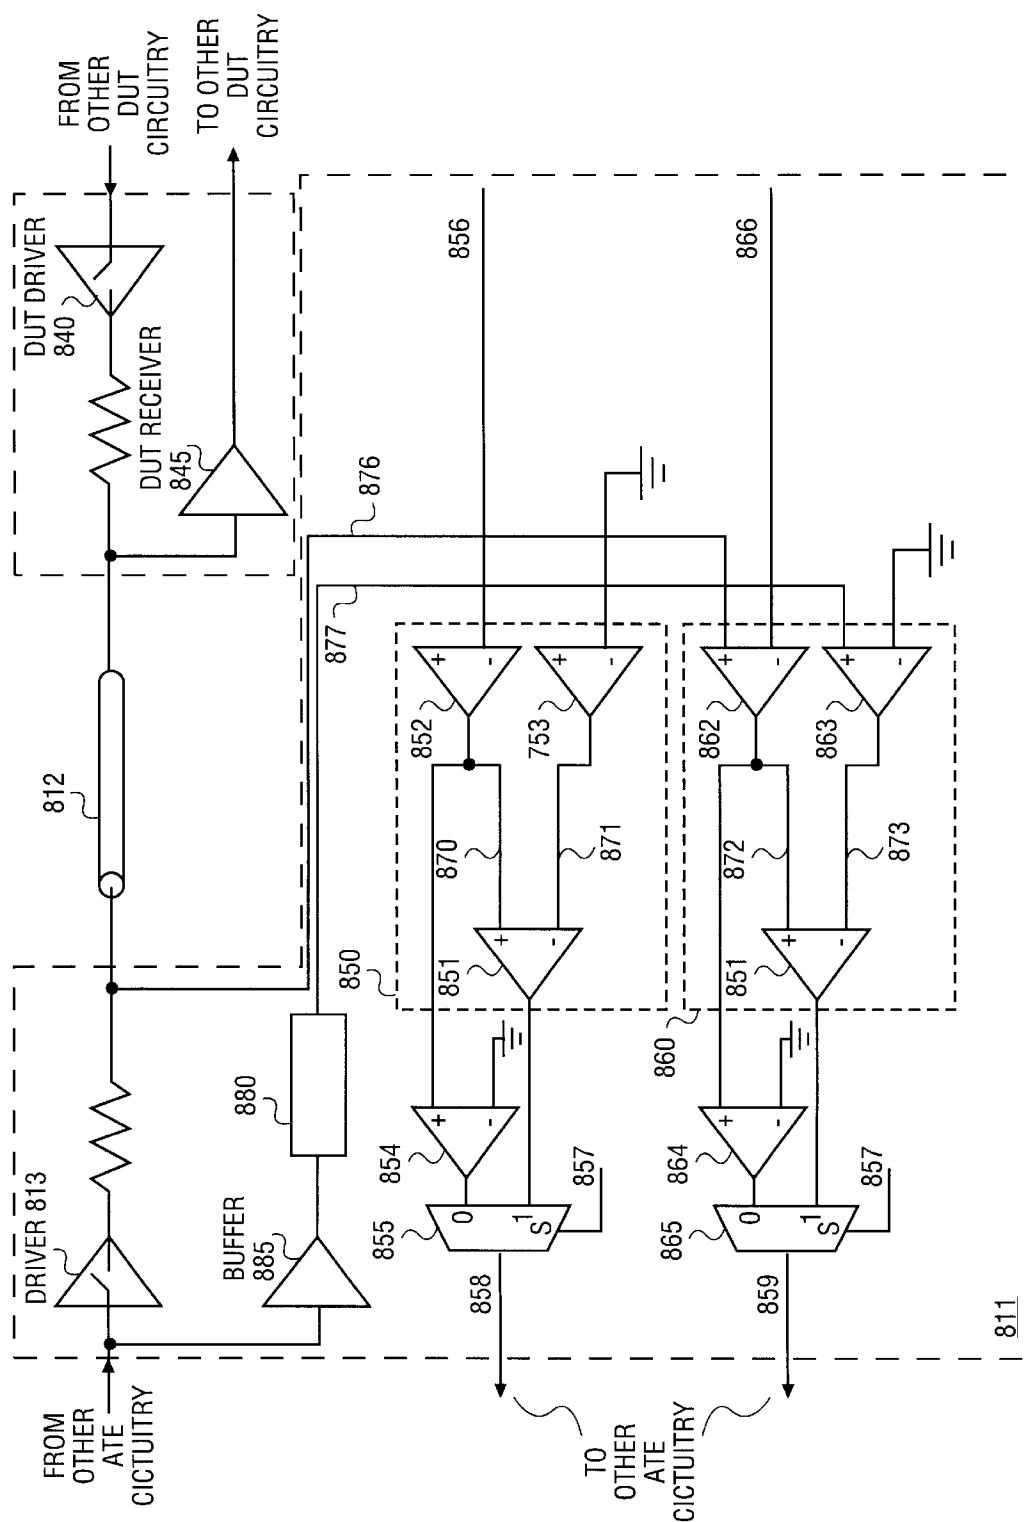 FROM
OTHER
DUT
CIRCUITRY
TO OTHER
DUT
CIRCUITRY
DUT DRIVER
840
DUT RECEIVER
845
812
876
877
856
866
DRIVER 813
BUFFER
885
880
850
852
+
-
753
+
-
870
871
851
+
-
854
+
-
855
0
1
S
857
858
860
862
+
-
863
+
-
872
873
851
+
-
864
+
-
865
0
1
S
857
859
FROM
OTHER
ATE
CICTUITRY
TO
OTHER
ATE
CICTUITRY
811